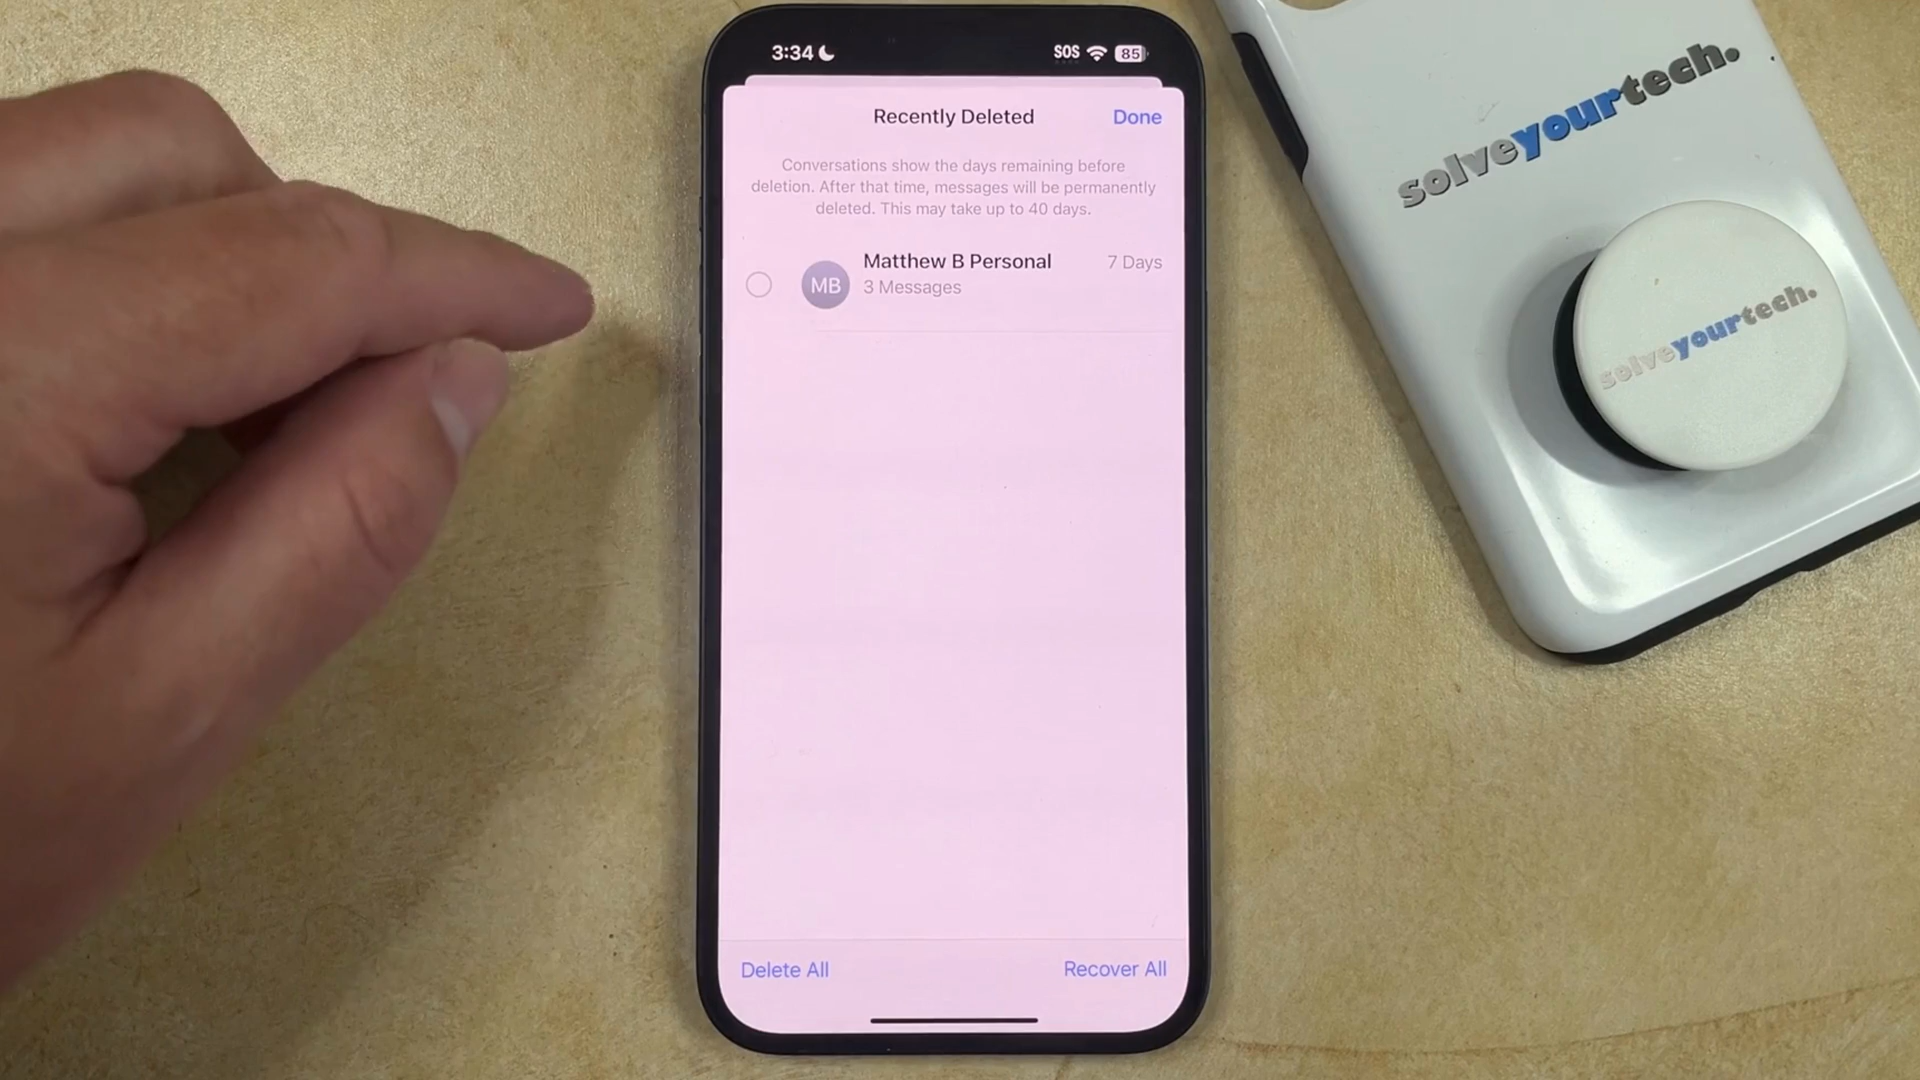 3:34
SOS
85
Recently Deleted
Done
Conversations show the days remaining before
deletion. After that time, messages will be permanently
deleted. This may take up to 40 days.
MB
Matthew B Personal
7 Days
3 Messages
Delete All
Recover All
solveyourtech.
solveyourtech.